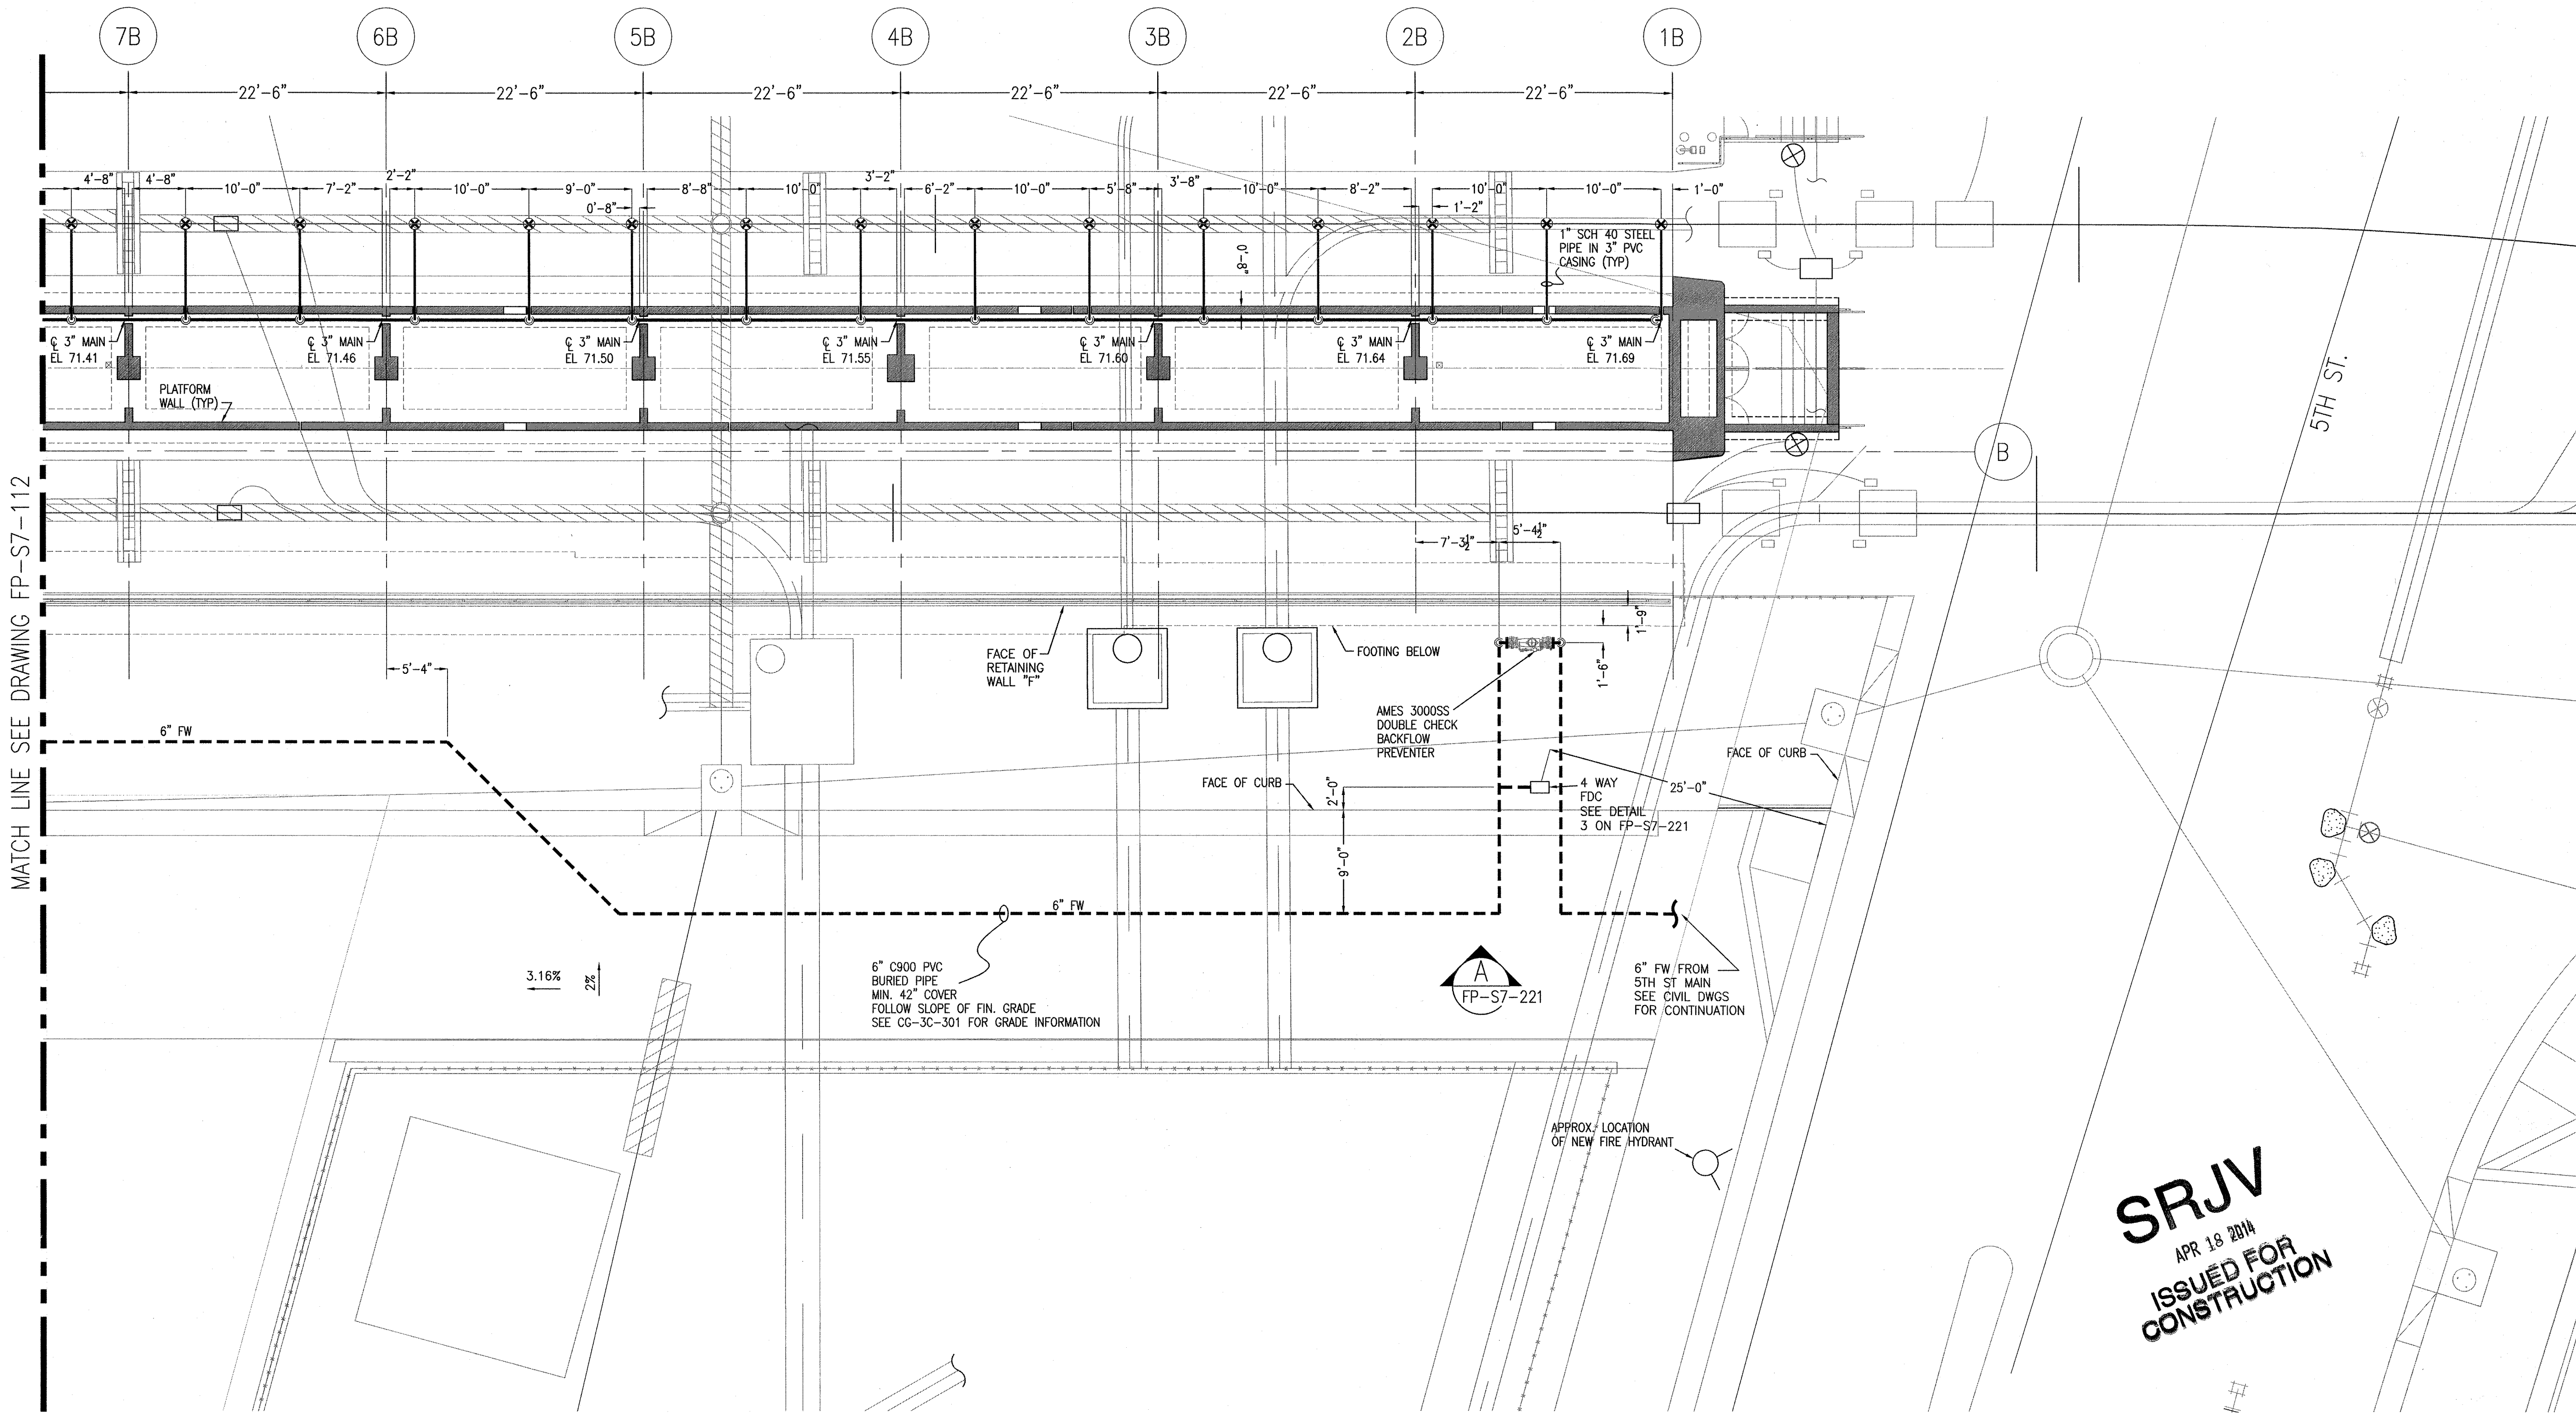 7B
6B
5B
4B
3B
2B
1B
22'-6"
22'-6"
22'-6"
22'-6"
22'-6"
22'-6"
4'-8"
4'-8"
10'-0"
7'-2"
2'-2"
10'-0"
9'-0"
0'-8"
8'-8"
10'-0"
3'-2"
6'-2"
10'-0"
5'-8"
3'-8"
10'-0"
8'-2"
1'-2"
10'-0"
10'-0"
1'-0"
0'-8"
1" SCH 40 STEEL
PIPE IN 3" PVC
CASING (TYP)
℄ 3" MAIN
EL 71.41
℄ 3" MAIN
EL 71.46
℄ 3" MAIN
EL 71.50
℄ 3" MAIN
EL 71.55
℄ 3" MAIN
EL 71.60
℄ 3" MAIN
EL 71.64
℄ 3" MAIN
EL 71.69
PLATFORM
WALL (TYP)
5TH ST.
B
MATCH LINE SEE DRAWING FP-S7-112
7'-3½"
5'-4½"
1'-9"
1'-6"
FACE OF
RETAINING
WALL "F"
FOOTING BELOW
5'-4"
6" FW
AMES 3000SS
DOUBLE CHECK
BACKFLOW
PREVENTER
FACE OF CURB
FACE OF CURB
2'-0"
9'-0"
4 WAY
FDC
SEE DETAIL
3 ON FP-S7-221
25'-0"
6" FW
3.16%
2%
6" C900 PVC
BURIED PIPE
MIN. 42" COVER
FOLLOW SLOPE OF FIN. GRADE
SEE CG-3C-301 FOR GRADE INFORMATION
A
FP-S7-221
6" FW FROM
5TH ST MAIN
SEE CIVIL DWGS
FOR CONTINUATION
APPROX. LOCATION
OF NEW FIRE HYDRANT
SRJV
APR 18 2014
ISSUED FOR
CONSTRUCTION